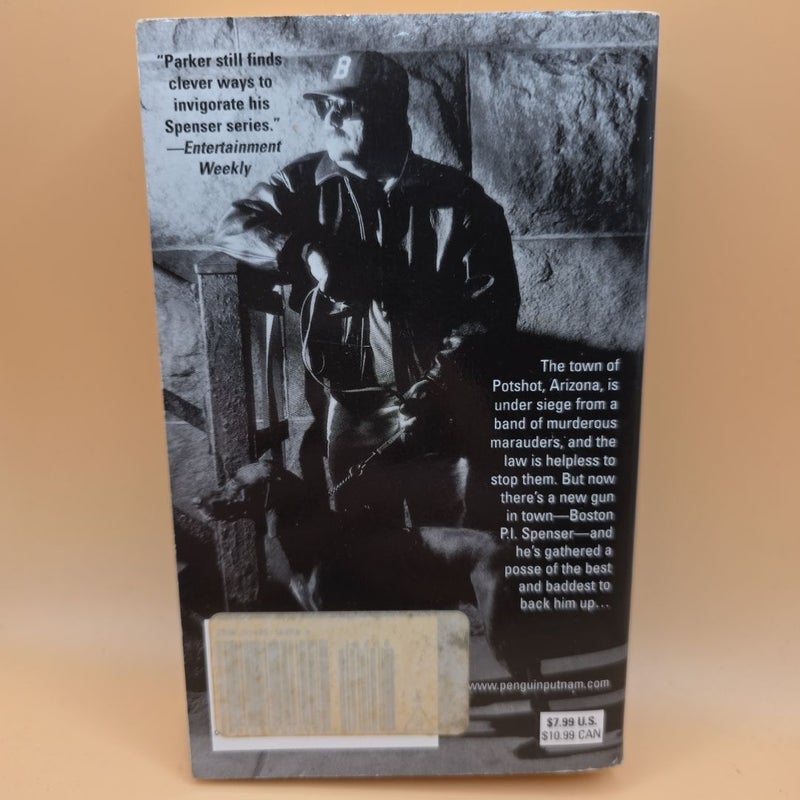 "Parker still finds
clever ways to
invigorate his
Spenser series."
—Entertainment
Weekly
B
The town of
Potshot, Arizona, is
under siege from a
band of murderous
marauders, and the
law is helpless to
stop them. But now
there's a new gun
in town—Boston
P.I. Spenser—and
he's gathered a
posse of the best
and baddest to
back him up...
www.penguinputnam.com
$7.99 U.S.
$10.99 CAN